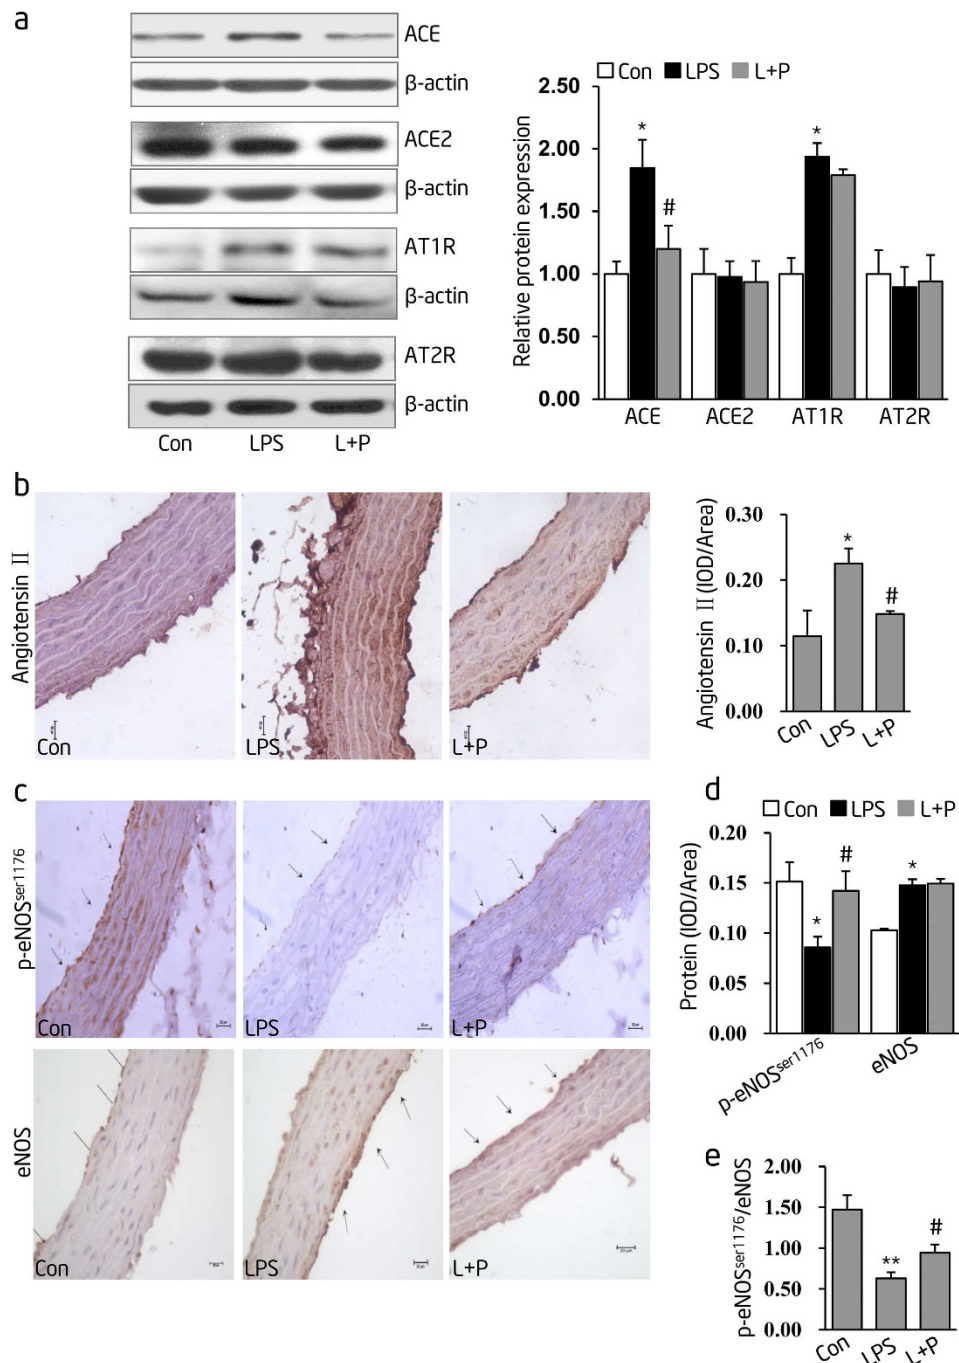 a
ACE
β-actin
ACE2
β-actin
AT1R
β-actin
AT2R
β-actin
Con LPS L+P
Con LPS L+P
Relative protein expression
2.50
2.00
1.50
1.00
0.50
0.00
* # *
ACE ACE2 AT1R AT2R
b
Angiotensin II
Con LPS L+P
Angiotensin II (IOD/Area)
0.30
0.20
0.10
0.00
* #
Con LPS L+P
c
p-eNOSser1176
Con LPS L+P
eNOS
Con LPS L+P
d
Con LPS L+P
Protein (IOD/Area)
0.20
0.15
0.10
0.05
0.00
* # *
p-eNOSser1176 eNOS
e
p-eNOSser1176/eNOS
2.00
1.50
1.00
0.50
0.00
** #
Con LPS L+P